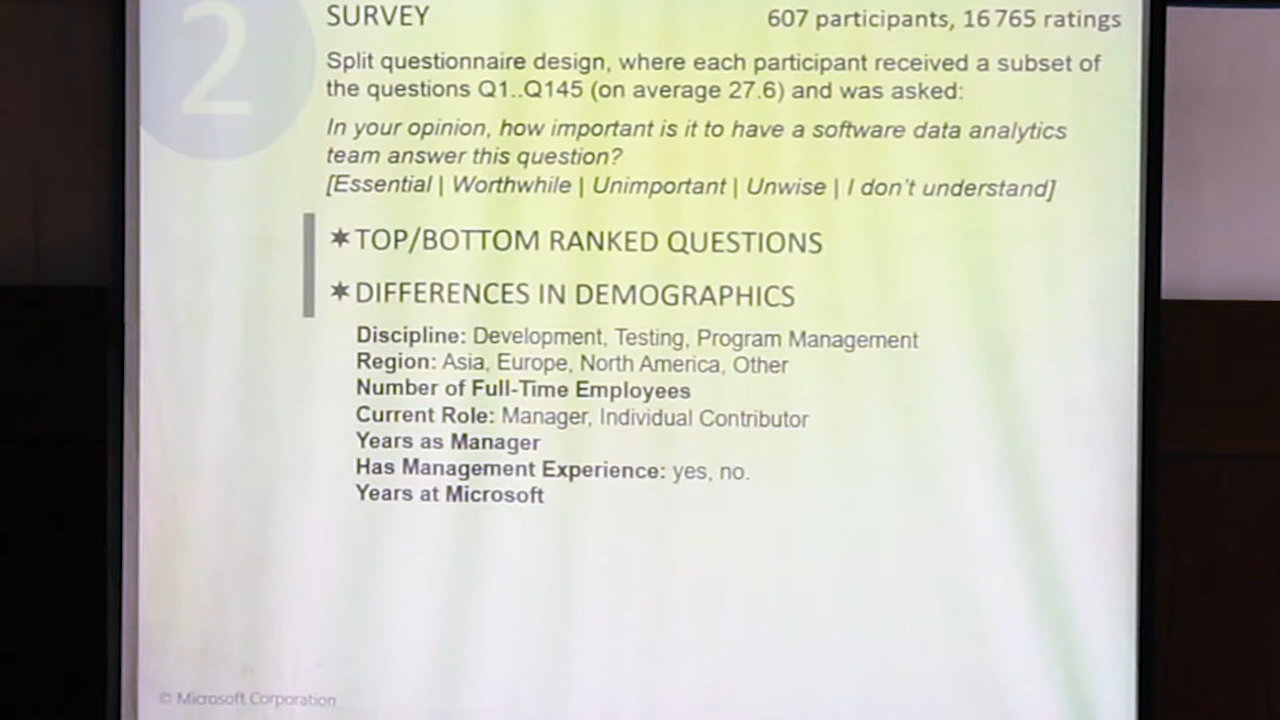 2
SURVEY 607 participants, 16 765 ratings
Split questionnaire design, where each participant received a subset of
the questions Q1..Q145 (on average 27.6) and was asked:
In your opinion, how important is it to have a software data analytics
team answer this question?
[Essential | Worthwhile | Unimportant | Unwise | I don't understand]
✶TOP/BOTTOM RANKED QUESTIONS
✶DIFFERENCES IN DEMOGRAPHICS
Discipline: Development, Testing, Program Management
Region: Asia, Europe, North America, Other
Number of Full-Time Employees
Current Role: Manager, Individual Contributor
Years as Manager
Has Management Experience: yes, no.
Years at Microsoft
© Microsoft Corporation